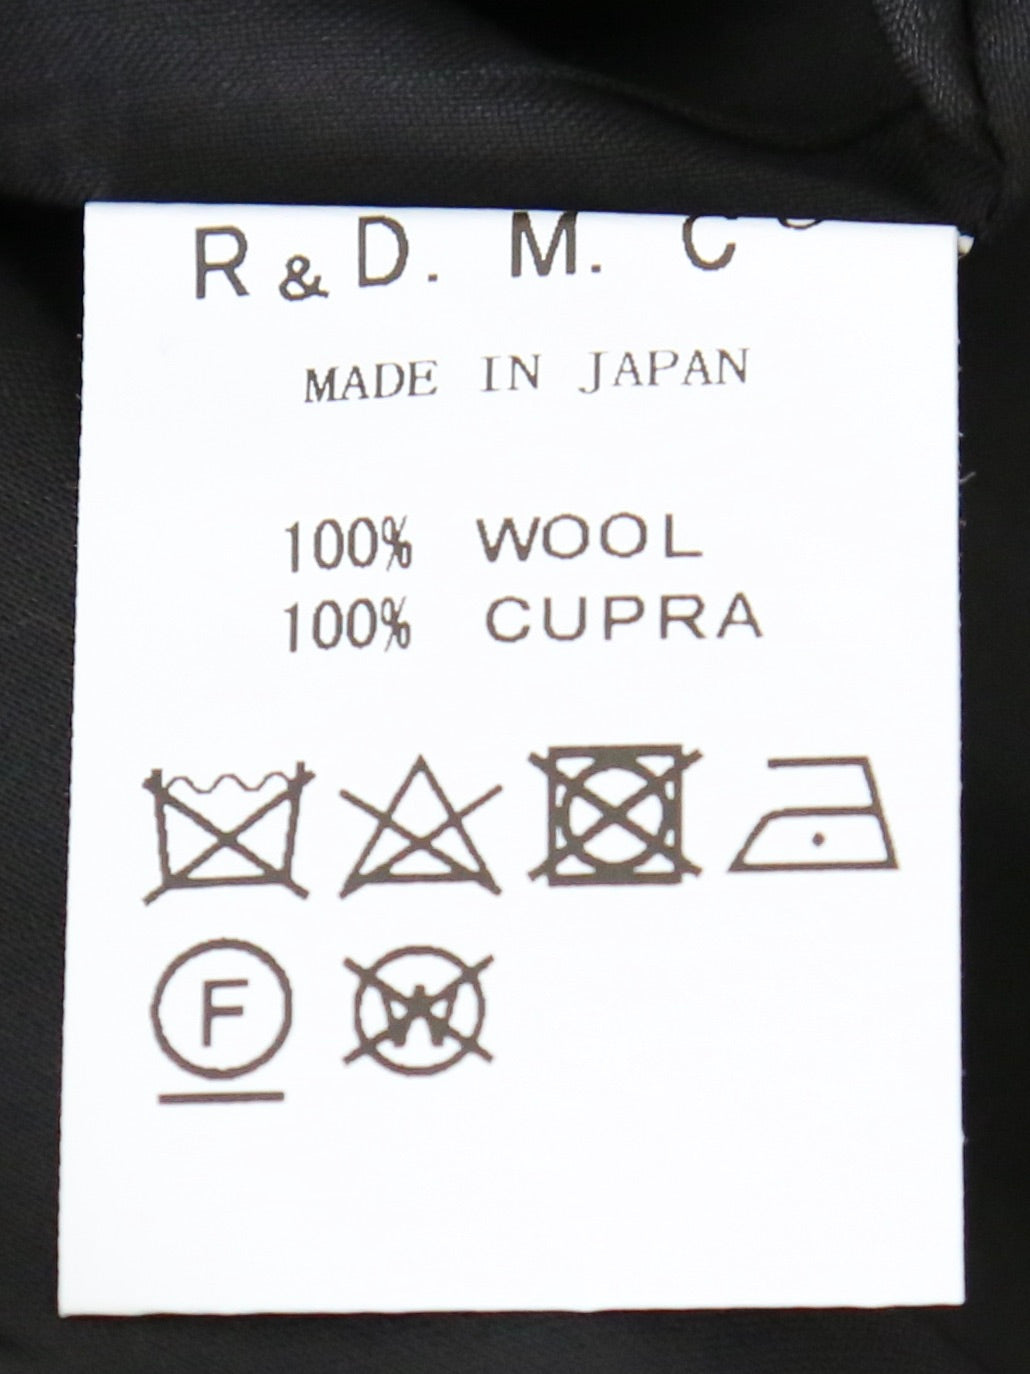 R & D. M. C
MADE IN JAPAN
100% WOOL
100% CUPRA
F W